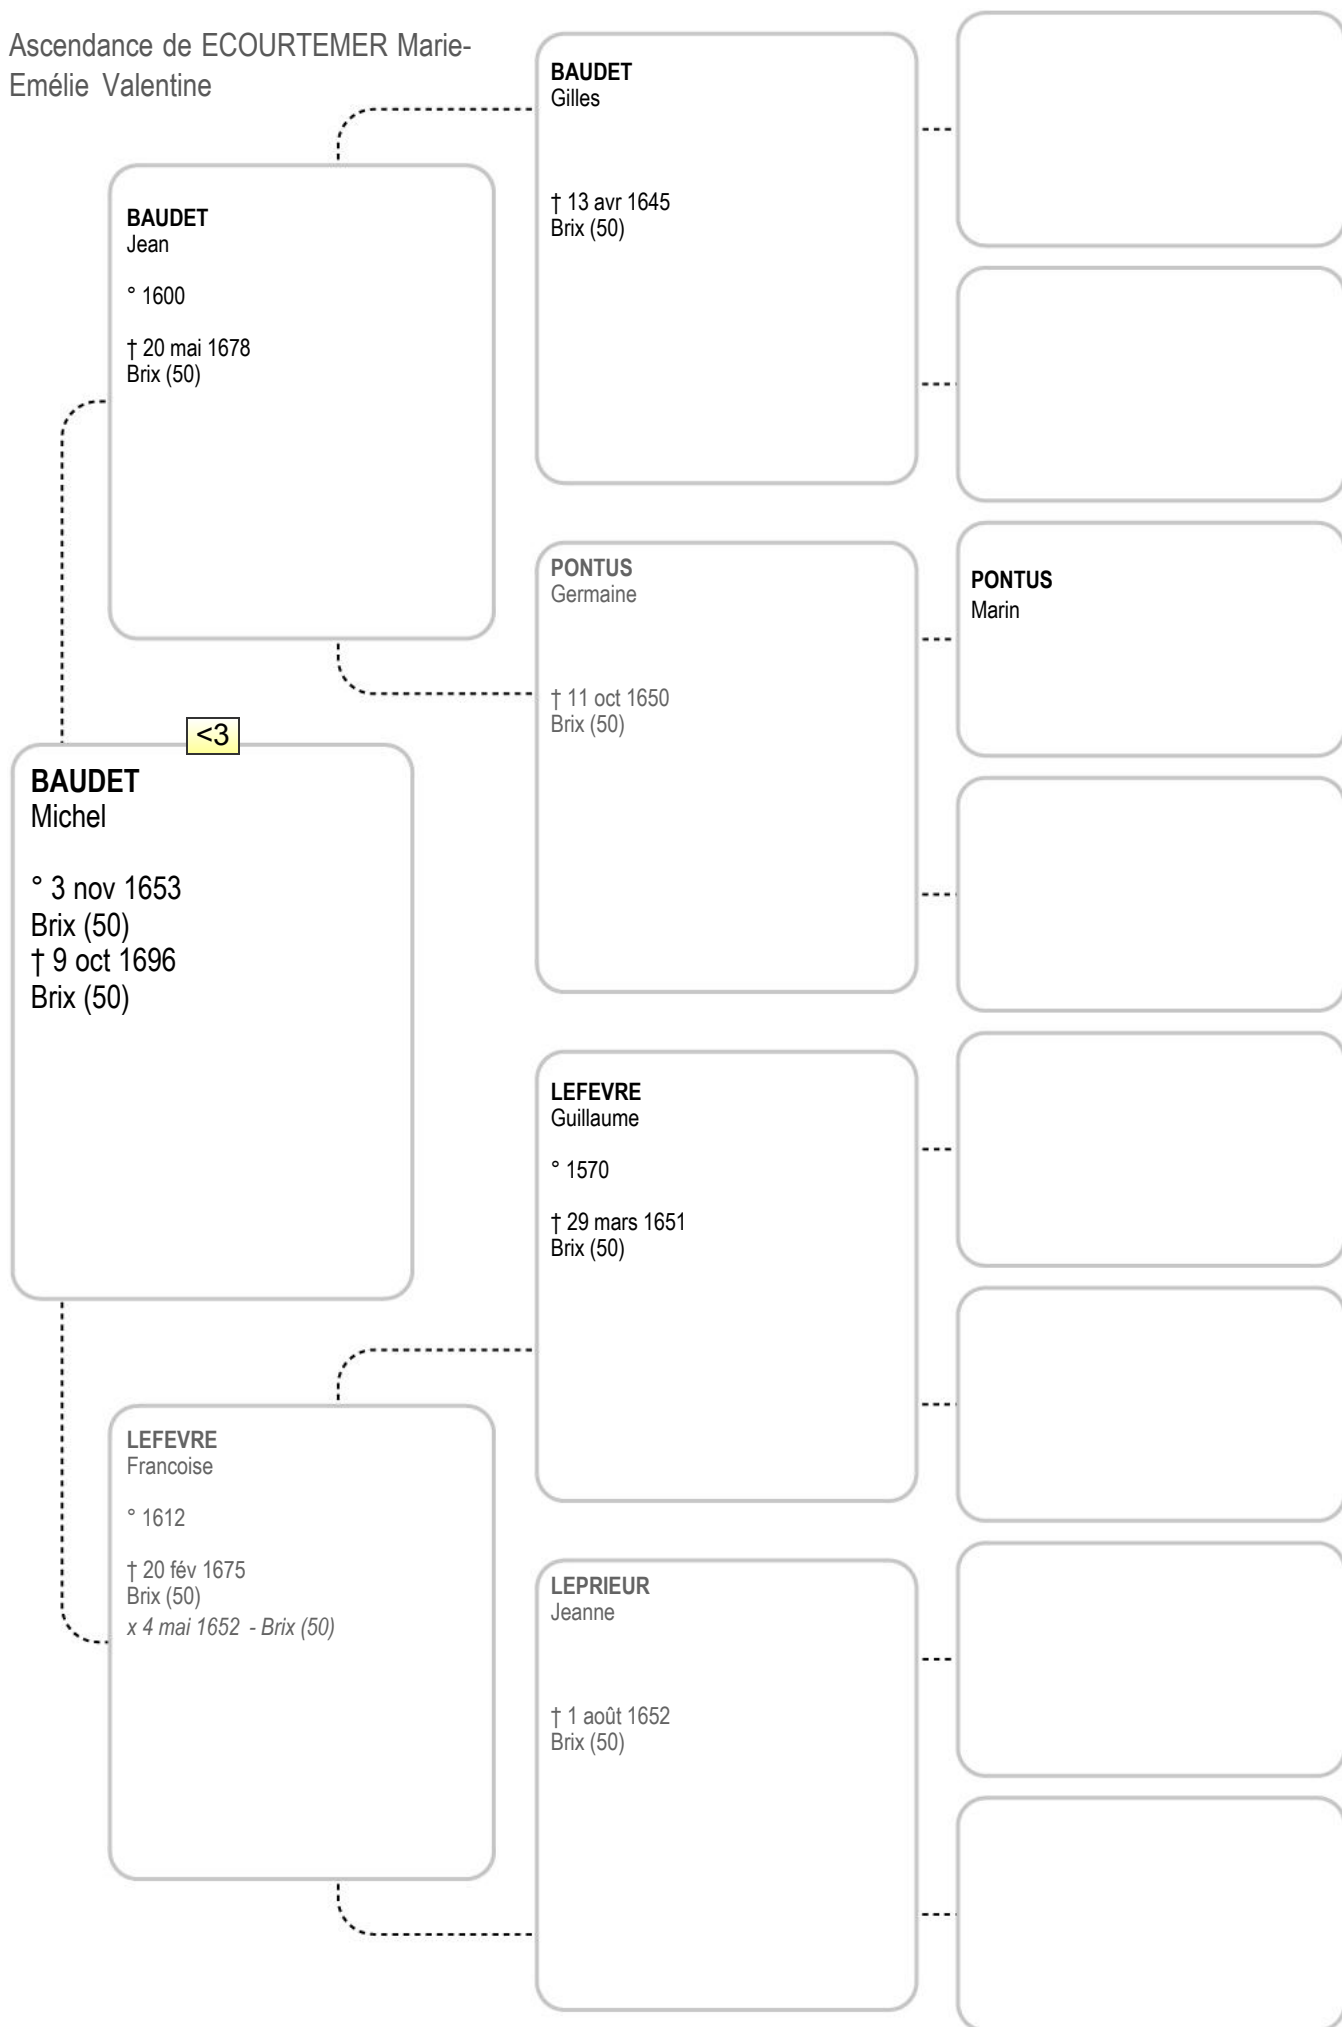 Ascendance de ECOURTEMER Marie-
Emélie Valentine
BAUDET
Jean
° 1600
† 20 mai 1678
Brix (50)
<3
BAUDET
Michel
° 3 nov 1653
Brix (50)
† 9 oct 1696
Brix (50)
LEFEVRE
Francoise
° 1612
† 20 fév 1675
Brix (50)
x 4 mai 1652 - Brix (50)
BAUDET
Gilles
† 13 avr 1645
Brix (50)
PONTUS
Germaine
† 11 oct 1650
Brix (50)
LEFEVRE
Guillaume
° 1570
† 29 mars 1651
Brix (50)
LEPRIEUR
Jeanne
† 1 août 1652
Brix (50)
PONTUS
Marin